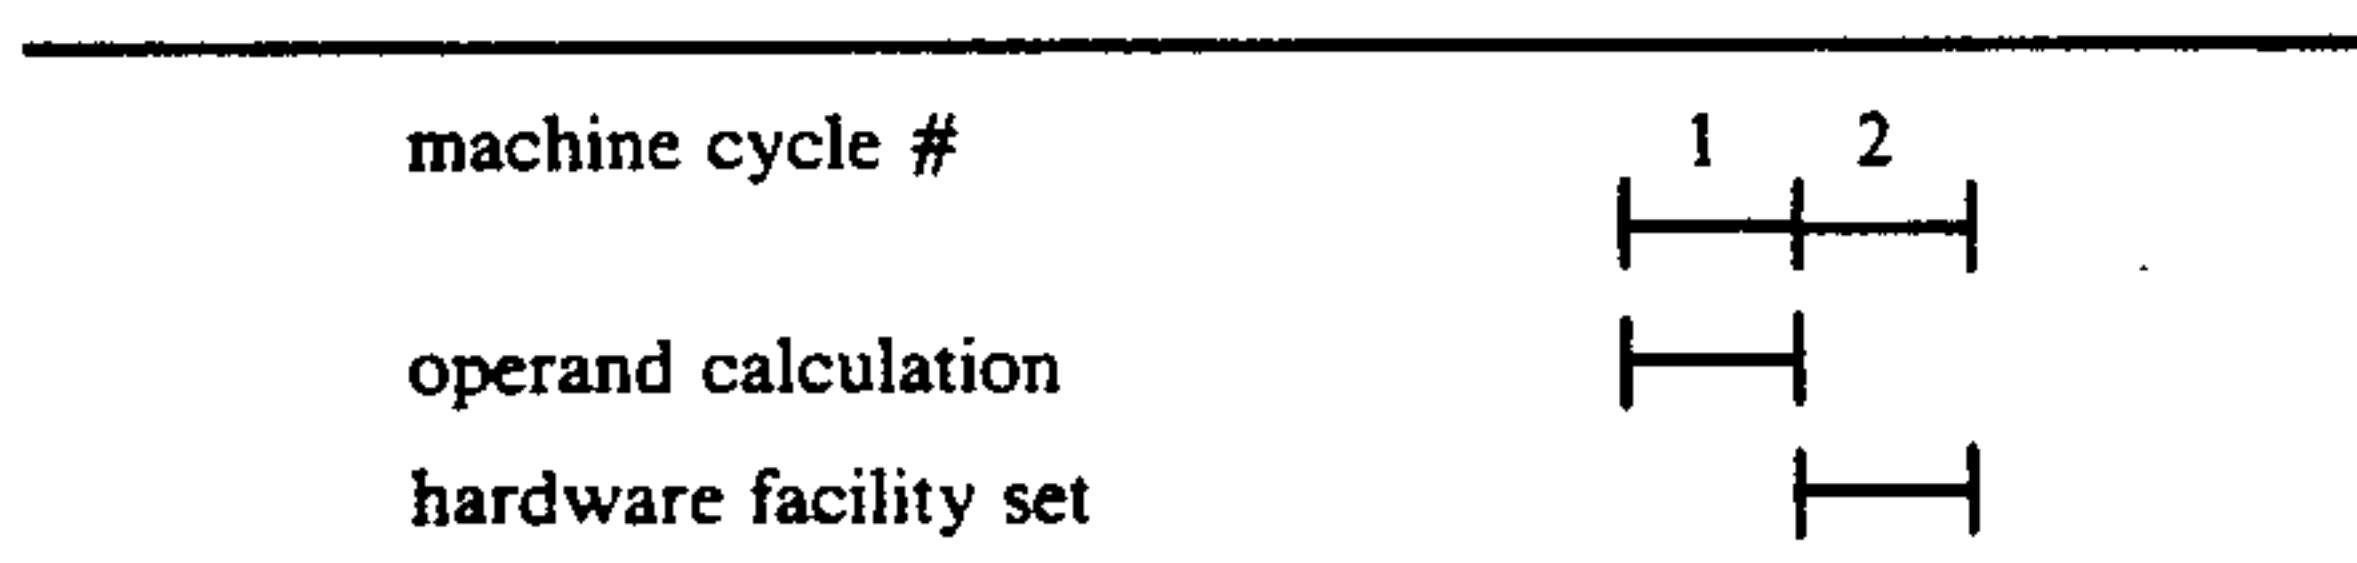 machine cycle # 1 2
operand calculation
hardware facility set